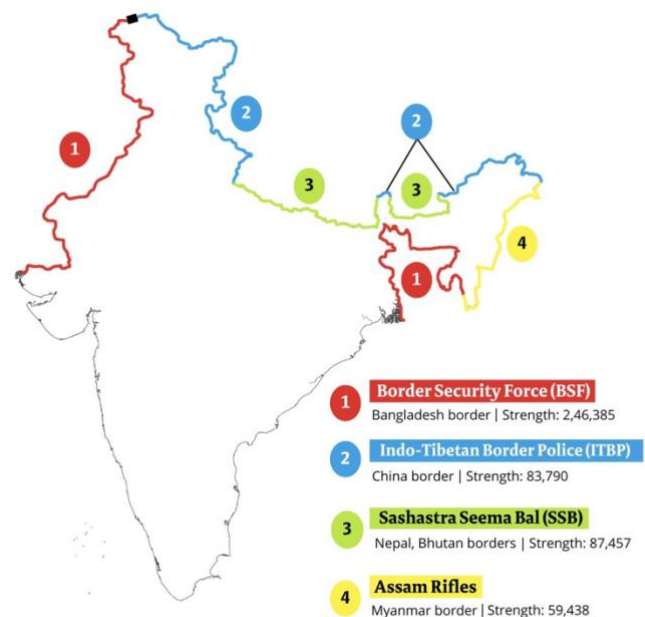 2
1
2
3
3
4
1
1 Border Security Force (BSF)
Bangladesh border | Strength: 2,46,385
2 Indo-Tibetan Border Police (ITBP)
China border | Strength: 83,790
3 Sashastra Seema Bal (SSB)
Nepal, Bhutan borders | Strength: 87,457
4 Assam Rifles
Myanmar border | Strength: 59,438